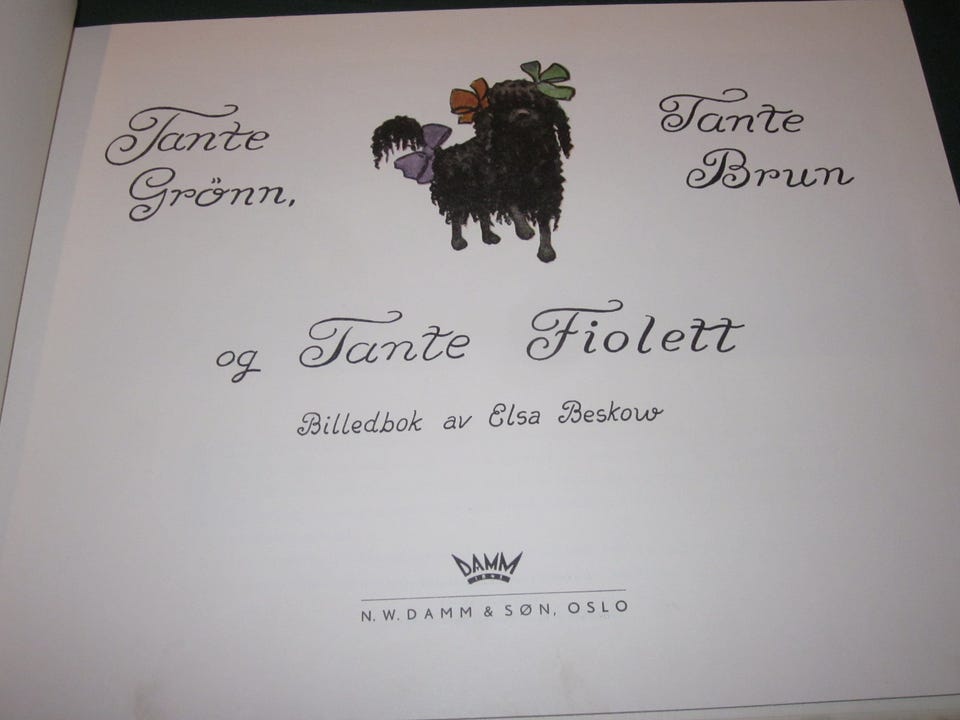 Tante Grönn,
Tante Brun
og Tante Fiolett
Billedbok av Elsa Beskow
DAMM
N.W. DAMM & SØN, OSLO